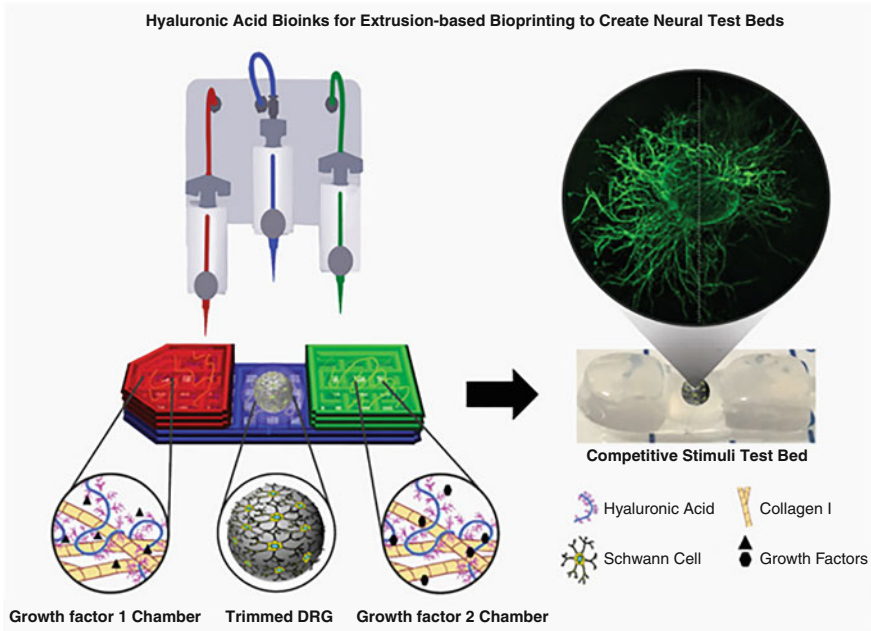 Hyaluronic Acid Bioinks for Extrusion-based Bioprinting to Create Neural Test Beds
Competitive Stimuli Test Bed
Hyaluronic Acid
Collagen I
Schwann Cell
Growth Factors
Growth factor 1 Chamber
Trimmed DRG
Growth factor 2 Chamber